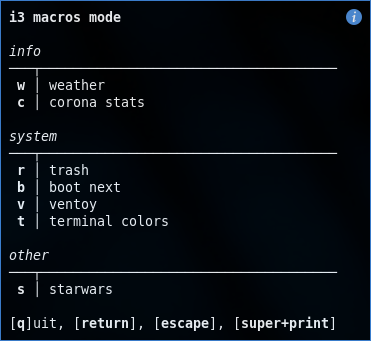 i3 macros mode
i
info
w | weather
c | corona stats
system
r | trash
b | boot next
v | ventoy
t | terminal colors
other
s | starwars
[q]uit, [return], [escape], [super+print]